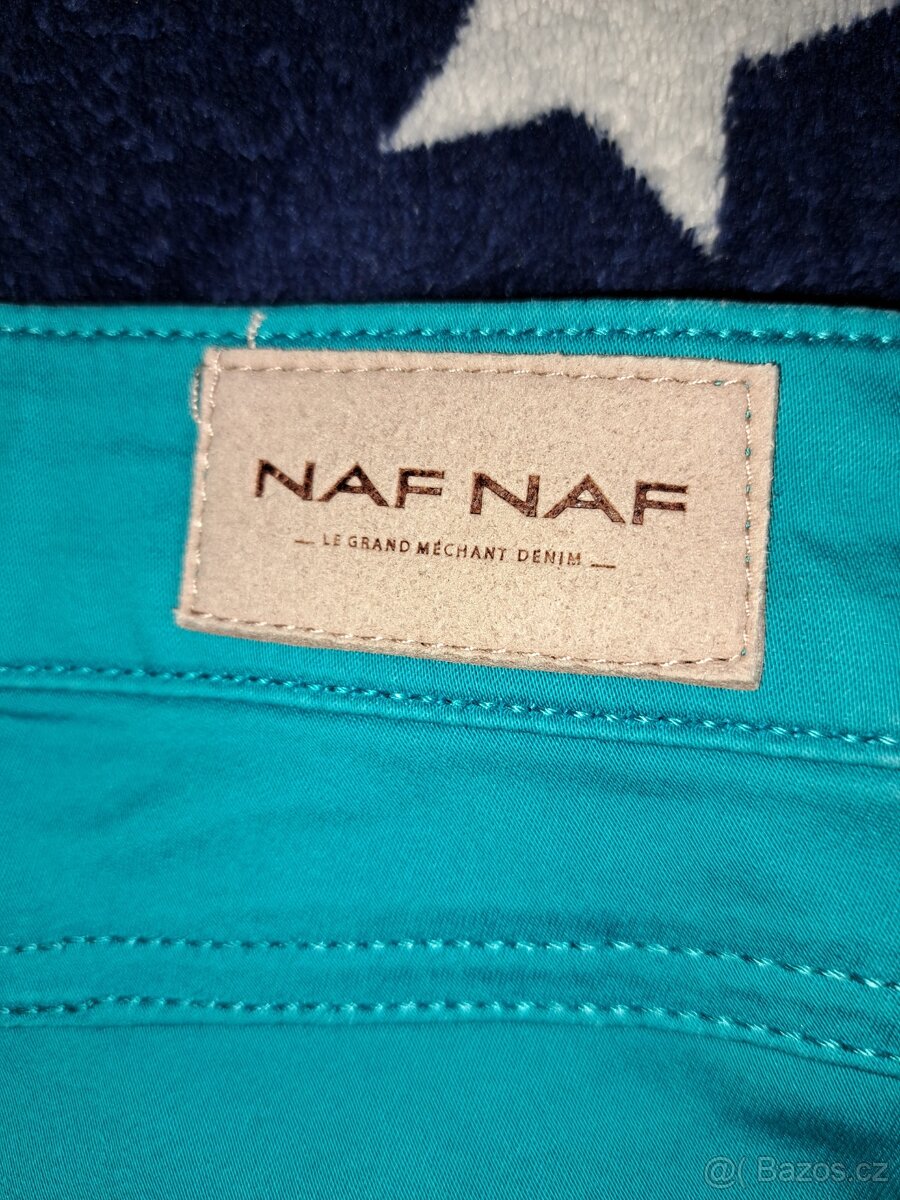 NAF NAF
— LE GRAND MÉCHANT DENIM —
@( Bazos.cz